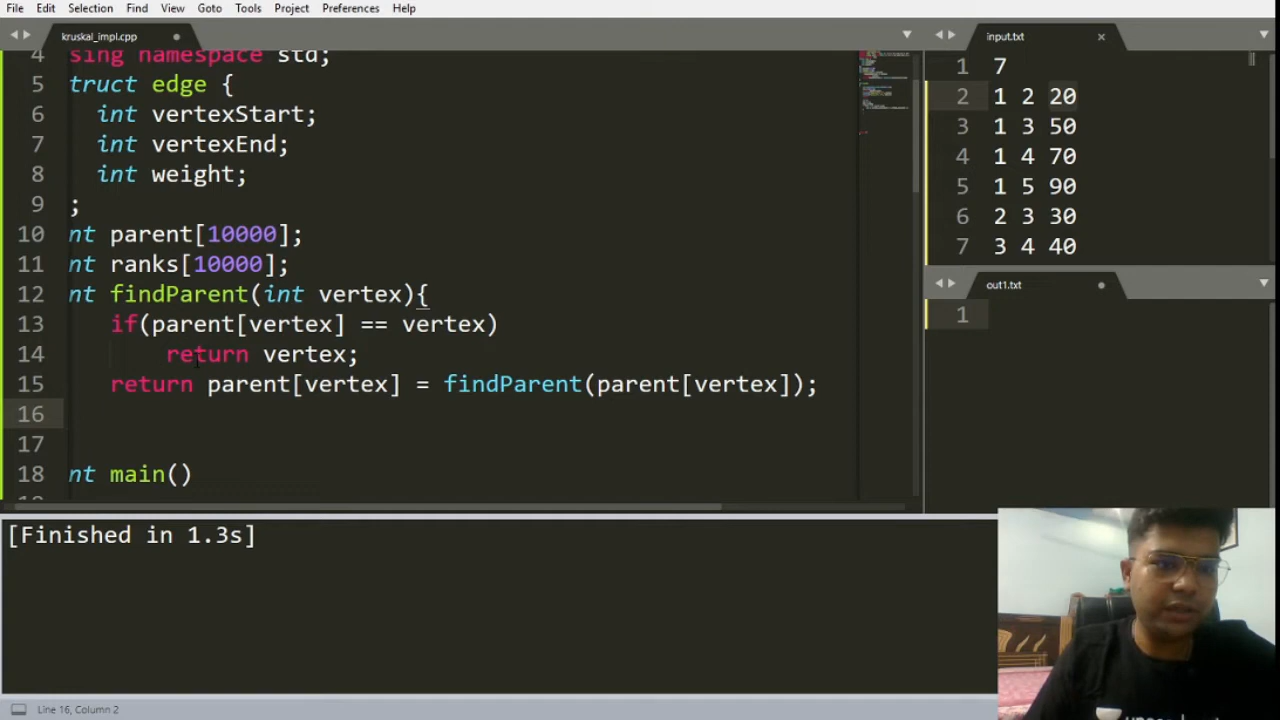 File Edit Selection Find View Goto Tools Project Preferences Help
kruskal_impl.cpp
4 sing namespace std;
5 truct edge {
6 int vertexStart;
7 int vertexEnd;
8 int weight;
9 ;
10 nt parent[10000];
11 nt ranks[10000];
12 nt findParent(int vertex){
13 if(parent[vertex] == vertex)
14 return vertex;
15 return parent[vertex] = findParent(parent[vertex]);
16
17
18 nt main()
input.txt
1 7
2 1 2 20
3 1 3 50
4 1 4 70
5 1 5 90
6 2 3 30
7 3 4 40
out1.txt
1
[Finished in 1.3s]
Line 16, Column 2